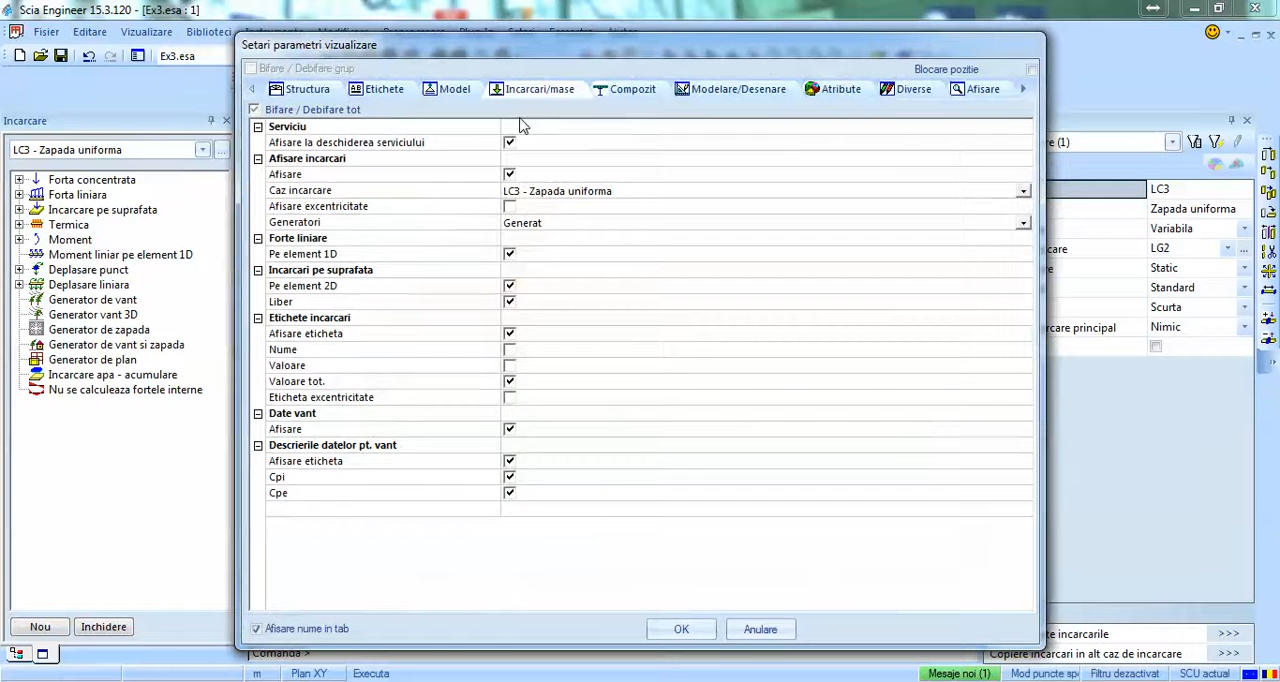 Scia Engineer 15.3.120 - [Ex3.esa : 1]
Fisier Editare Vizualizare Biblioteci
Ex3.esa
Incarcare
LC3 - Zapada uniforma
Forta concentrata
Forta liniara
Incarcare pe suprafata
Termica
Moment
Moment liniar pe element 1D
Deplasare punct
Deplasare liniara
Generator de vant
Generator vant 3D
Generator de zapada
Generator de vant si zapada
Generator de plan
Incarcare apa - acumulare
Nu se calculeaza fortele interne
Nou Inchidere
Setari parametri vizualizare
Bifare / Debifare grup
Blocare pozitie
Structura Etichete Model Incarcari/mase Compozit Modelare/Desenare Atribute Diverse Afisare
Bifare / Debifare tot
Serviciu
Afisare la deschiderea serviciului
Afisare incarcari
Afisare
Caz incarcare LC3 - Zapada uniforma
Afisare excentricitate
Generatori Generat
Forte liniare
Pe element 1D
Incarcari pe suprafata
Pe element 2D
Liber
Etichete incarcari
Afisare eticheta
Nume
Valoare
Valoare tot.
Eticheta excentricitate
Date vant
Afisare
Descrierile datelor pt. vant
Afisare eticheta
Cpi
Cpe
Afisare nume in tab
OK Anulare
(1)
LC3
Zapada uniforma
Variabila
LG2 ...
Static
Standard
Scurta
principal Nimic
incarcarile >>>
Copiere incarcari in alt caz de incarcare >>>
Comanda >
m Plan XY Executa Mesaje noi (1) Mod puncte Filtru dezactivat SCU actual